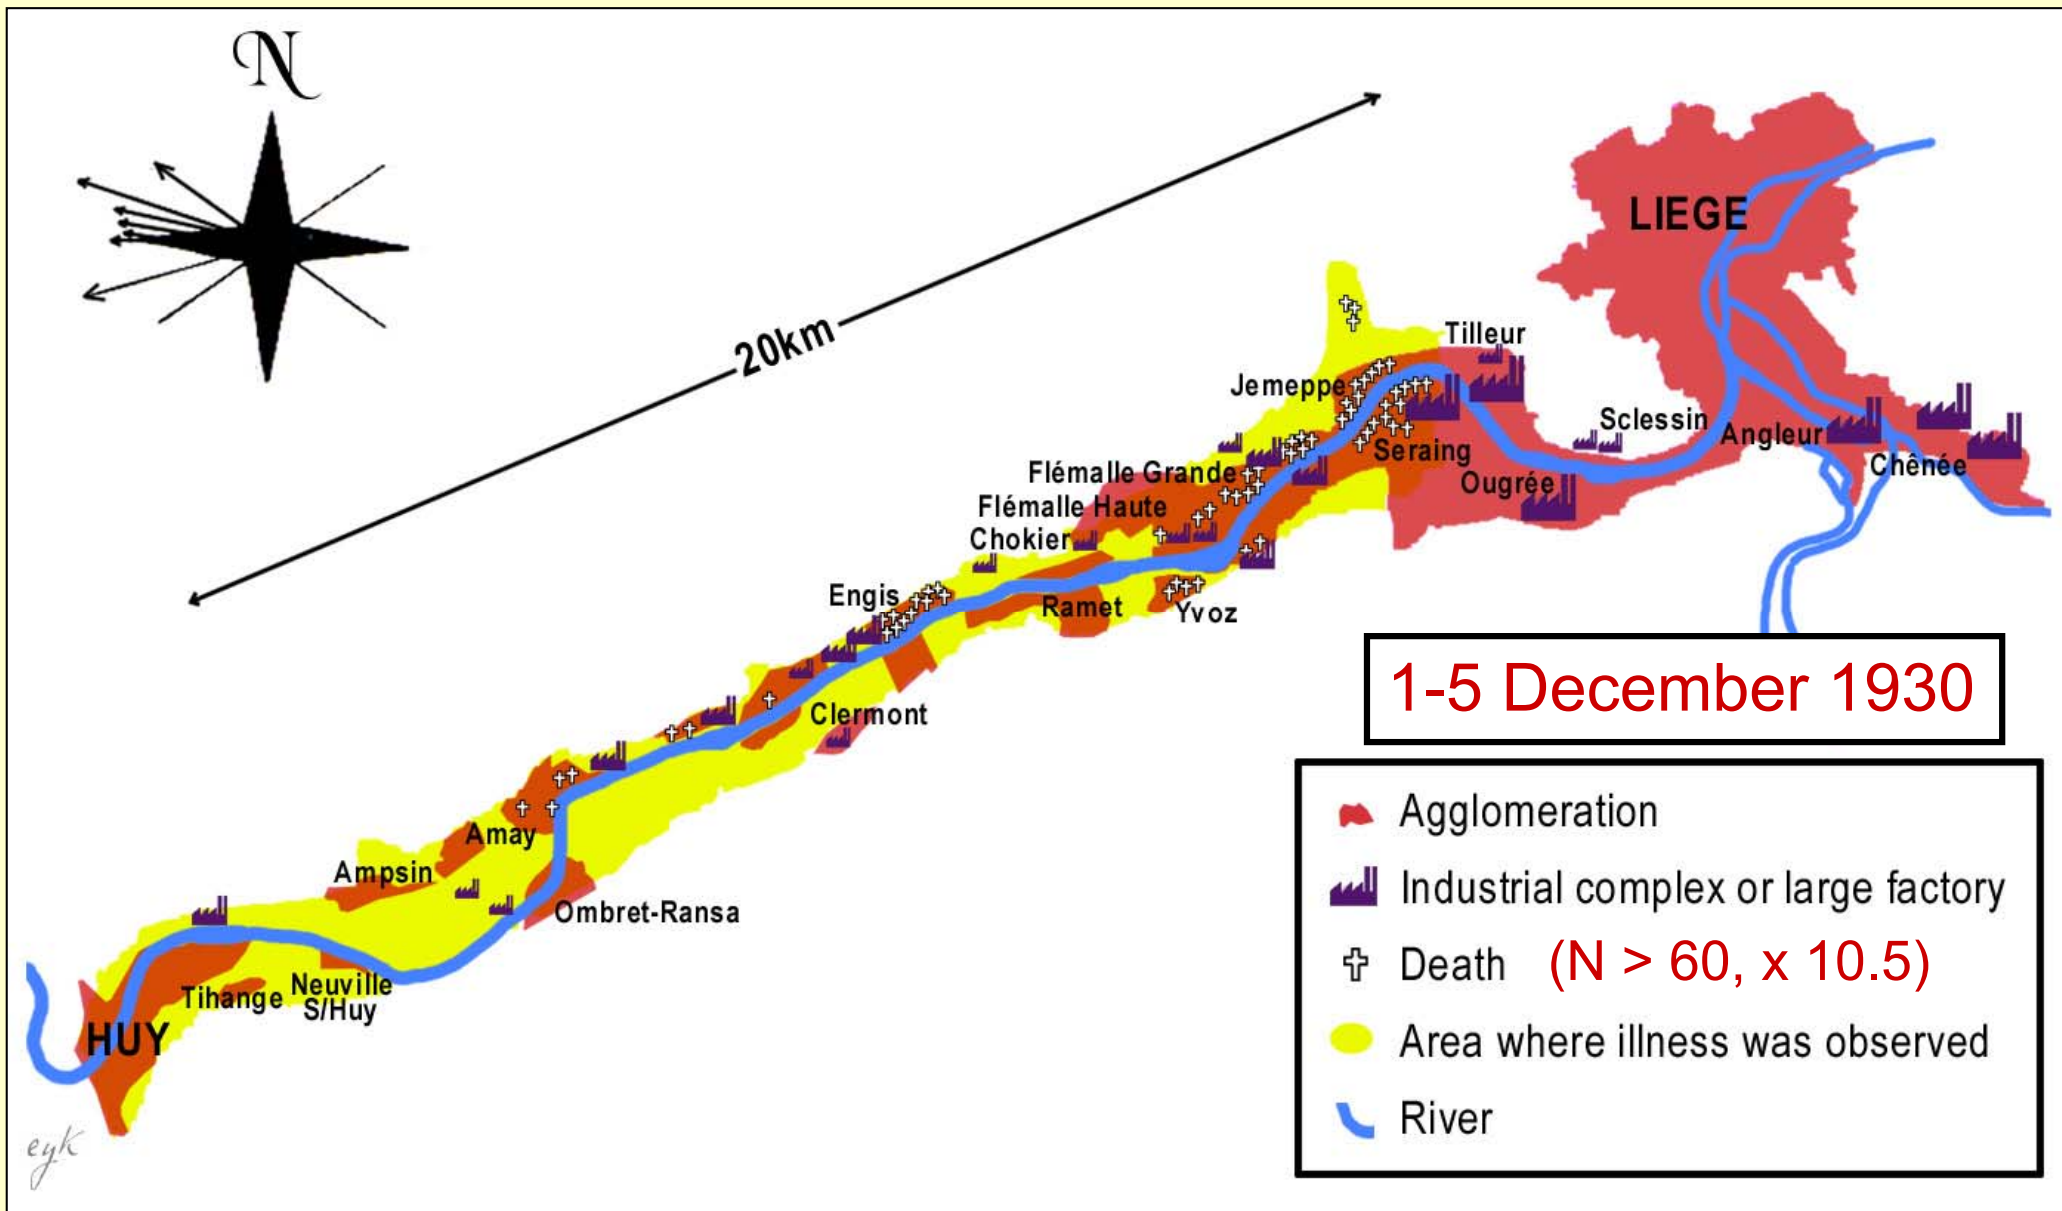 N
20km
LIEGE
Tilleur
Jemeppe
Sclessin
Angleur
Seraing
Chênée
Flémalle Grande
Ougrée
Flémalle Haute
Chokier
Engis
Ramet
Yvoz
Clermont
Amay
Ampsin
Ombret-Ransa
Neuville
S/Huy
Tihange
HUY
eyk
1-5 December 1930
Agglomeration
Industrial complex or large factory
Death (N > 60, x 10.5)
Area where illness was observed
River